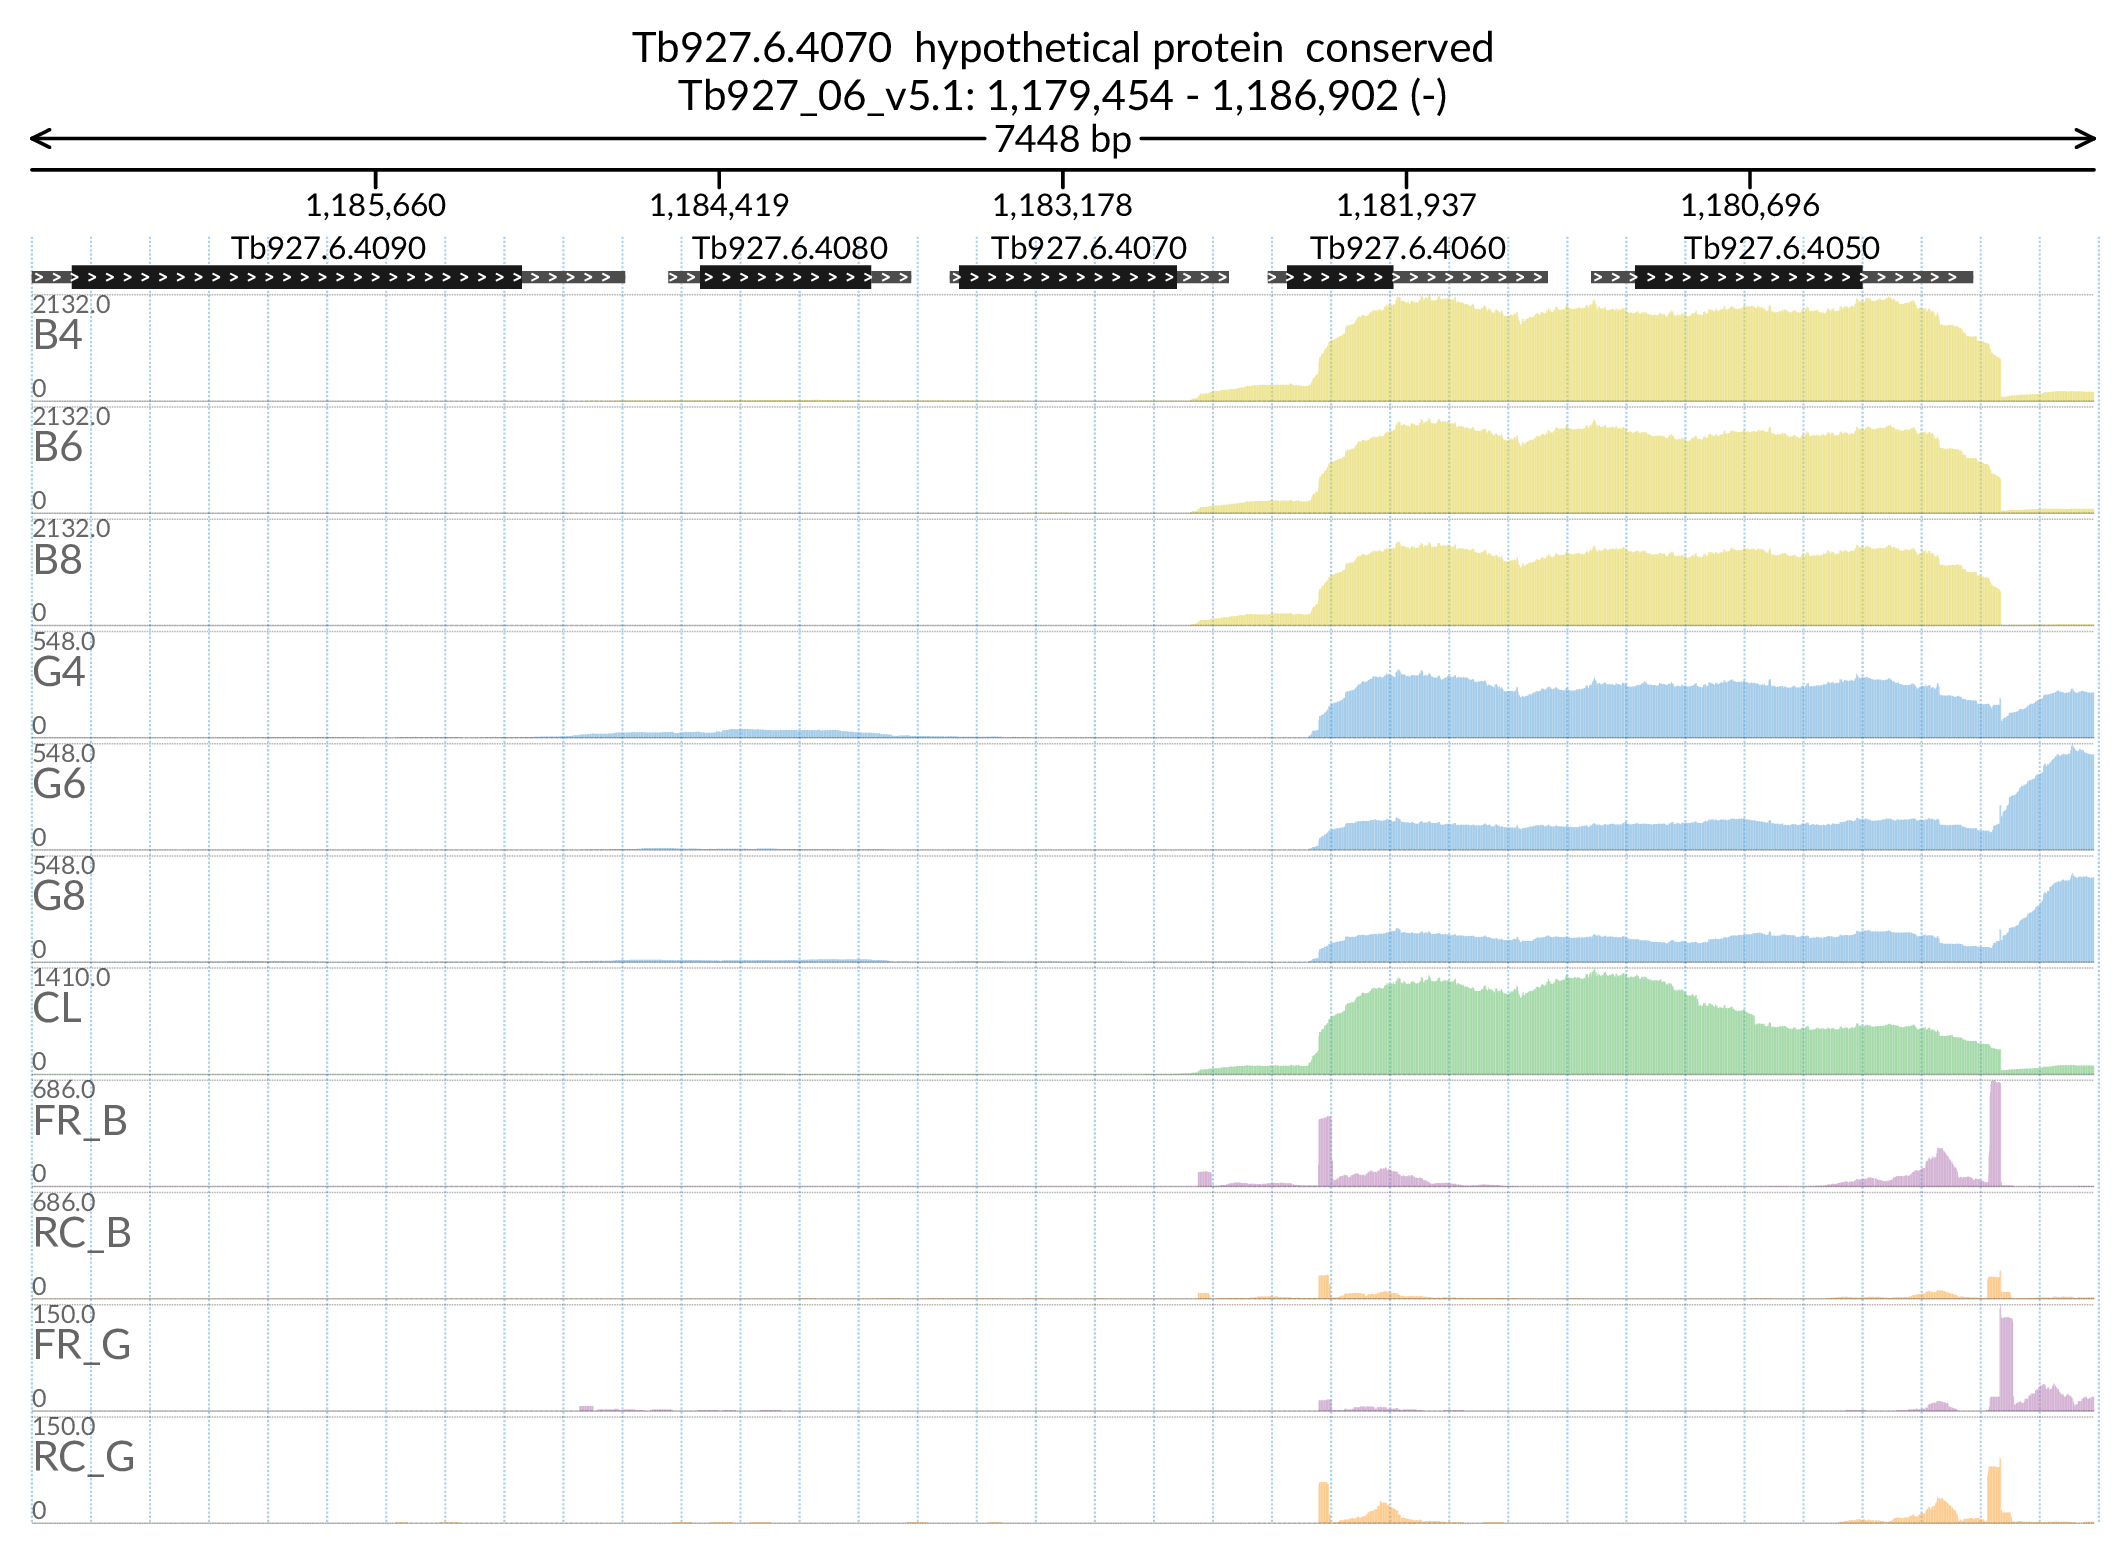 Tb927.6.4070 hypothetical protein conserved
Tb927_06_v5.1: 1,179,454 - 1,186,902 (-)
7448 bp
1,185,660 1,184,419 1,183,178 1,181,937 1,180,696
Tb927.6.4090 Tb927.6.4080 Tb927.6.4070 Tb927.6.4060 Tb927.6.4050
2132.0
B4
0
2132.0
B6
0
2132.0
B8
0
548.0
G4
0
548.0
G6
0
548.0
G8
0
1410.0
CL
0
686.0
FR_B
0
686.0
RC_B
0
150.0
FR_G
0
150.0
RC_G
0